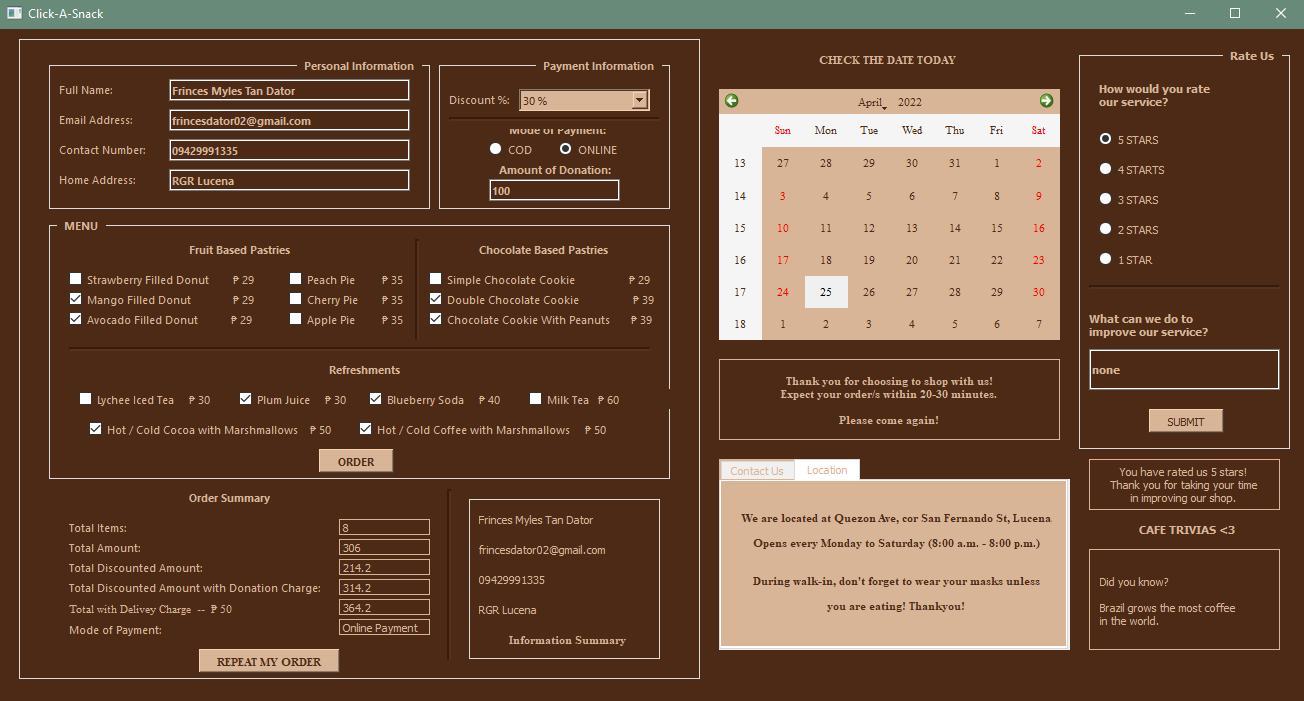 Click-A-Snack
Personal Information
Full Name: Frinces Myles Tan Dator
Email Address: frincesdator02@gmail.com
Contact Number: 09429991335
Home Address: RGR Lucena
Payment Information
Discount %: 30 %
Mode of Payment:
COD ONLINE
Amount of Donation:
100
MENU
Fruit Based Pastries
Strawberry Filled Donut ₱ 29 Peach Pie ₱ 35
Mango Filled Donut ₱ 29 Cherry Pie ₱ 35
Avocado Filled Donut ₱ 29 Apple Pie ₱ 35
Chocolate Based Pastries
Simple Chocolate Cookie ₱ 29
Double Chocolate Cookie ₱ 39
Chocolate Cookie With Peanuts ₱ 39
Refreshments
Lychee Iced Tea ₱ 30 Plum Juice ₱ 30 Blueberry Soda ₱ 40 Milk Tea ₱ 60
Hot / Cold Cocoa with Marshmallows ₱ 50 Hot / Cold Coffee with Marshmallows ₱ 50
ORDER
Order Summary
Total Items: 8
Total Amount: 306
Total Discounted Amount: 214.2
Total Discounted Amount with Donation Charge: 314.2
Total with Delivey Charge -- ₱ 50 364.2
Mode of Payment: Online Payment
REPEAT MY ORDER
Frinces Myles Tan Dator
frincesdator02@gmail.com
09429991335
RGR Lucena
Information Summary
CHECK THE DATE TODAY
April, 2022
Sun Mon Tue Wed Thu Fri Sat
13 27 28 29 30 31 1 2
14 3 4 5 6 7 8 9
15 10 11 12 13 14 15 16
16 17 18 19 20 21 22 23
17 24 25 26 27 28 29 30
18 1 2 3 4 5 6 7
Thank you for choosing to shop with us!
Expect your order/s within 20-30 minutes.
Please come again!
Contact Us Location
We are located at Quezon Ave, cor San Fernando St, Lucena
Opens every Monday to Saturday (8:00 a.m. - 8:00 p.m.)
During walk-in, don't forget to wear your masks unless
you are eating! Thankyou!
Rate Us
How would you rate
our service?
5 STARS
4 STARTS
3 STARS
2 STARS
1 STAR
What can we do to
improve our service?
none
SUBMIT
You have rated us 5 stars!
Thank you for taking your time
in improving our shop.
CAFE TRIVIAS <3
Did you know?
Brazil grows the most coffee
in the world.